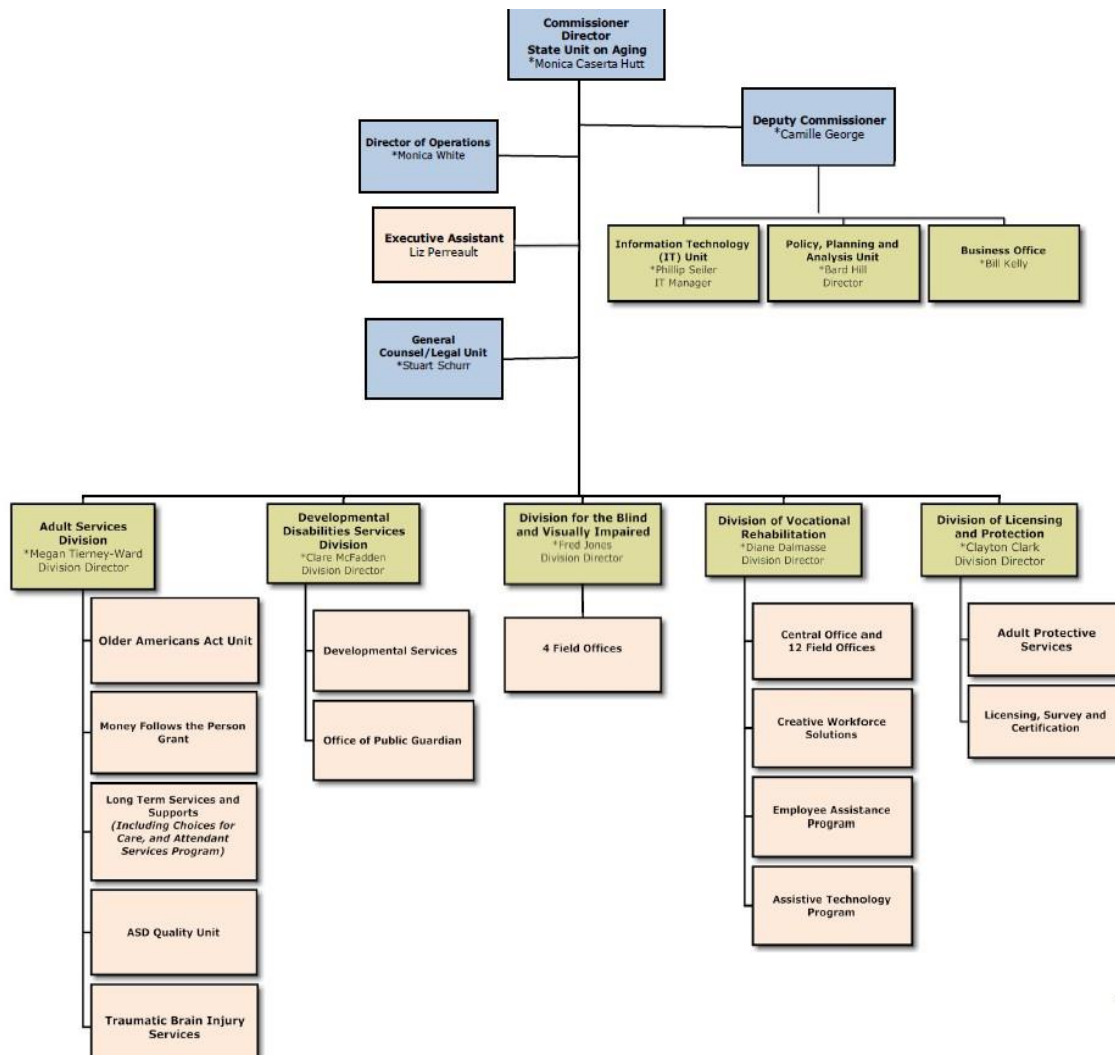 Commissioner
Director
State Unit on Aging
*Monica Caserta Hutt
Deputy Commissioner
*Camille George
Director of Operations
*Monica White
Executive Assistant
Liz Perreault
Information Technology
(IT) Unit
*Phillip Seiler
IT Manager
Policy, Planning and
Analysis Unit
*Bard Hill
Director
Business Office
*Bill Kelly
General
Counsel/Legal Unit
*Stuart Schurr
Adult Services
Division
*Megan Tierney-Ward
Division Director
Developmental
Disabilities Services
Division
*Clare McFadden
Division Director
Division for the Blind
and Visually Impaired
*Fred Jones
Division Director
Division of Vocational
Rehabilitation
*Diane Dalmasse
Division Director
Division of Licensing
and Protection
*Clayton Clark
Division Director
Older Americans Act Unit
Money Follows the Person
Grant
Long Term Services and
Supports
(Including Choices for
Care, and Attendant
Services Program)
ASD Quality Unit
Traumatic Brain Injury
Services
Developmental Services
Office of Public Guardian
4 Field Offices
Central Office and
12 Field Offices
Creative Workforce
Solutions
Employee Assistance
Program
Assistive Technology
Program
Adult Protective
Services
Licensing, Survey and
Certification